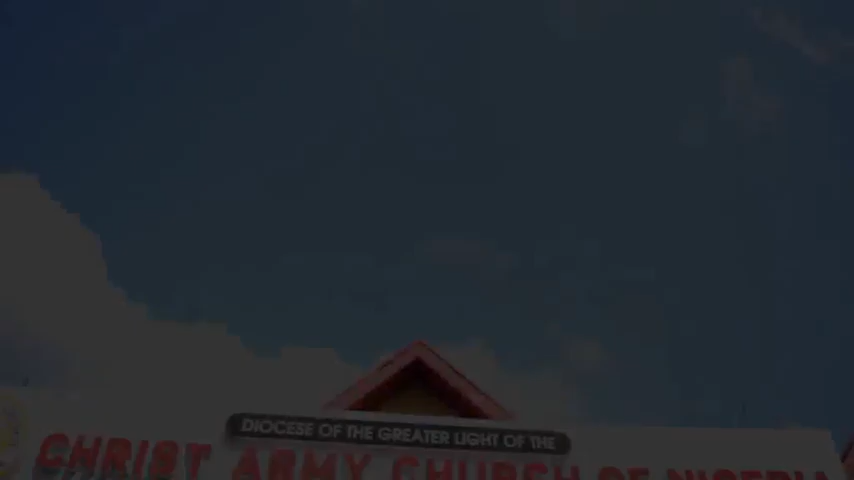 DIOCESE OF THE GREATER LIGHT OF THE
CHRIST ARMY CHURCH OF NIGERIA